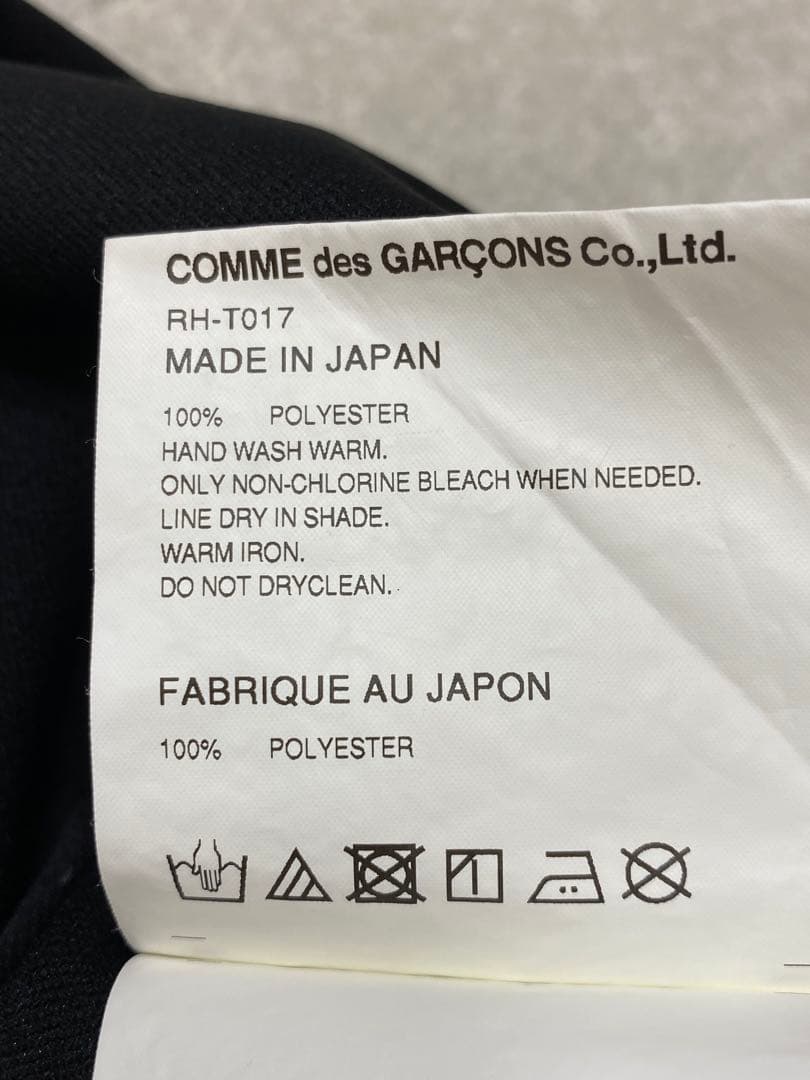 COMME des GARÇONS Co.,Ltd.
RH-T017
MADE IN JAPAN
100% POLYESTER
HAND WASH WARM.
ONLY NON-CHLORINE BLEACH WHEN NEEDED.
LINE DRY IN SHADE.
WARM IRON.
DO NOT DRYCLEAN.
FABRIQUE AU JAPON
100% POLYESTER